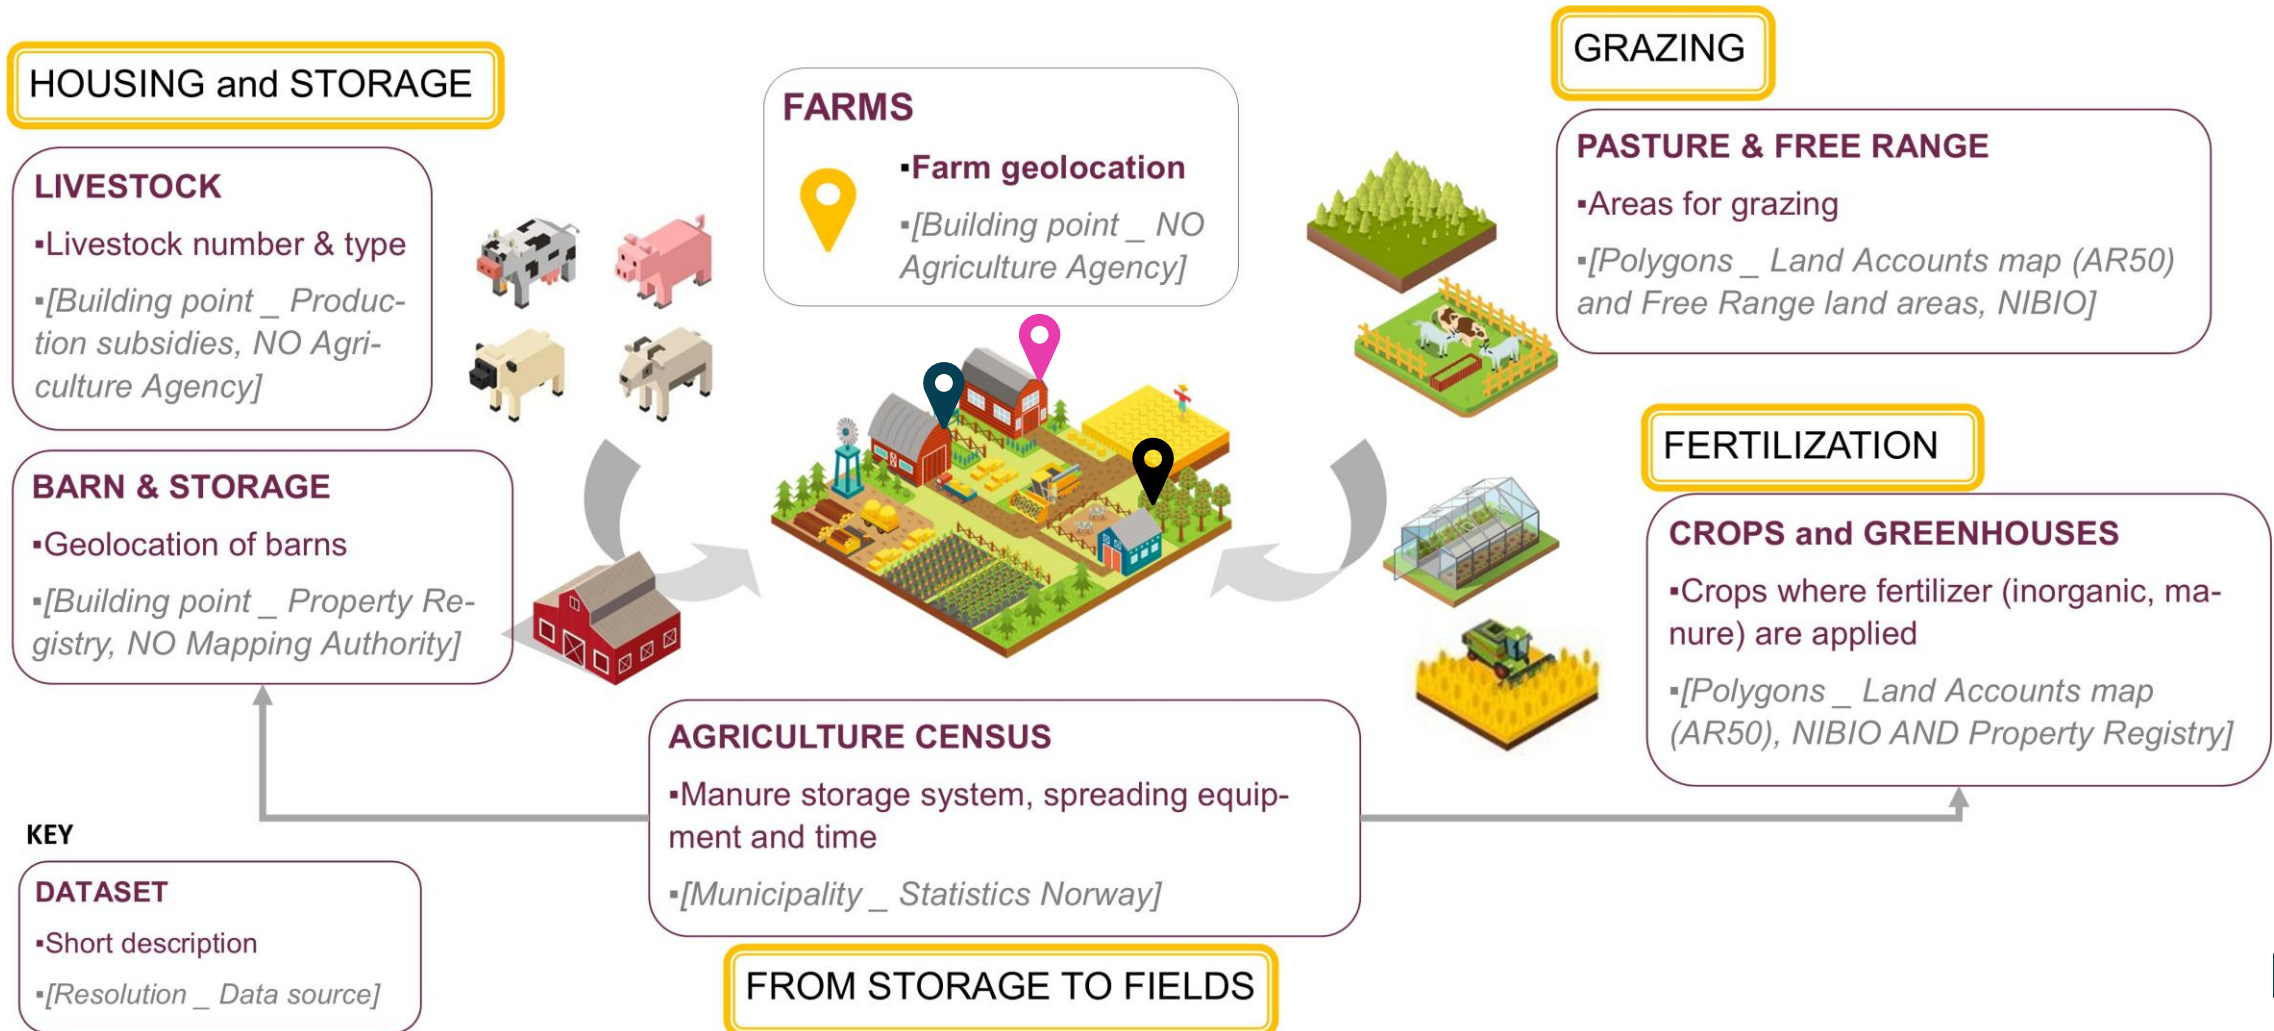 HOUSING and STORAGE
LIVESTOCK
▪Livestock number & type
▪[Building point _ Produc-
tion subsidies, NO Agri-
culture Agency]
BARN & STORAGE
▪Geolocation of barns
▪[Building point _ Property Re-
gistry, NO Mapping Authority]
FARMS
▪Farm geolocation
▪[Building point _ NO
Agriculture Agency]
GRAZING
PASTURE & FREE RANGE
▪Areas for grazing
▪[Polygons _ Land Accounts map (AR50)
and Free Range land areas, NIBIO]
FERTILIZATION
CROPS and GREENHOUSES
▪Crops where fertilizer (inorganic, ma-
nure) are applied
▪[Polygons _ Land Accounts map
(AR50), NIBIO AND Property Registry]
AGRICULTURE CENSUS
▪Manure storage system, spreading equip-
ment and time
▪[Municipality _ Statistics Norway]
FROM STORAGE TO FIELDS
KEY
DATASET
▪Short description
▪[Resolution _ Data source]